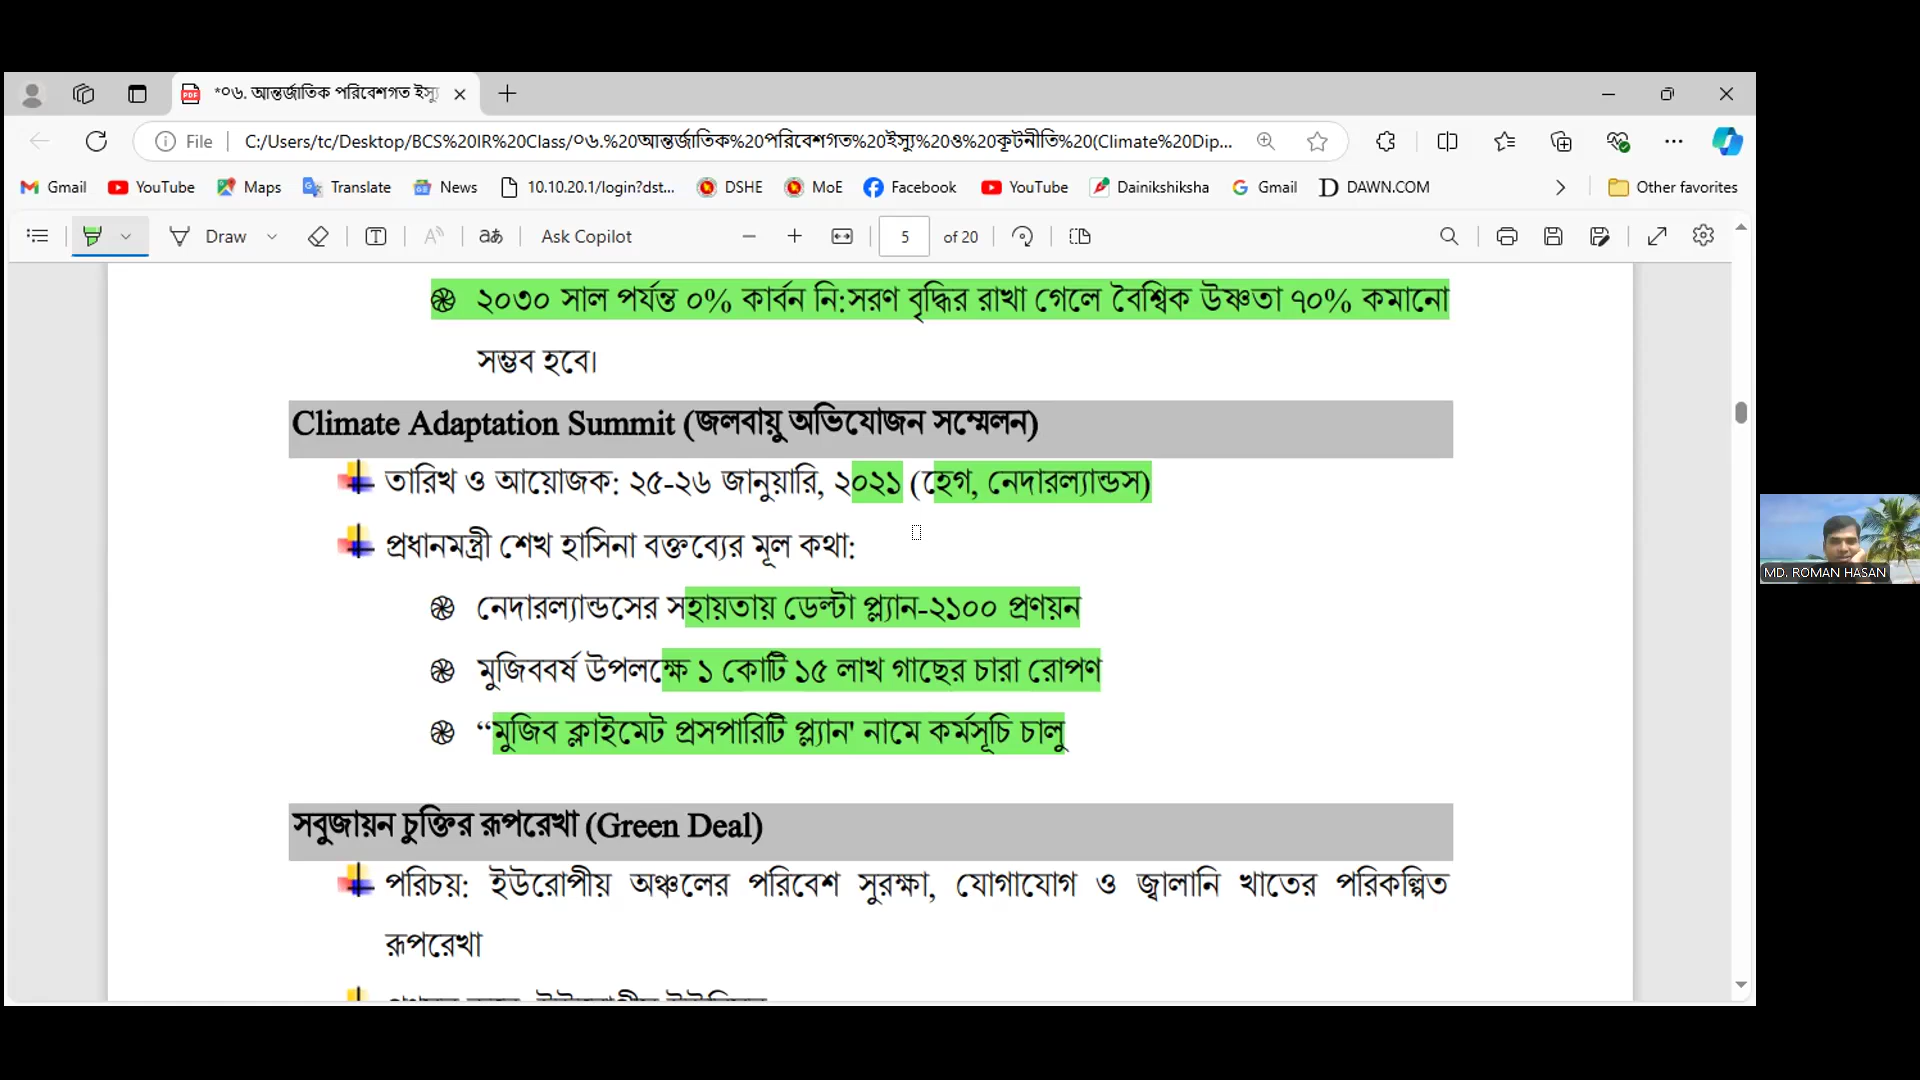 *০৬. আন্তর্জাতিক পরিবেশগত ইস্যু
File C:/Users/tc/Desktop/BCS%20IR%20Class/০৬.%20আন্তর্জাতিক%20পরিবেশগত%20ইস্যু%20ও%20কূটনীতি%20(Climate%20Dip...
Gmail YouTube Maps Translate News 10.10.20.1/login?dst... DSHE MoE Facebook YouTube Dainikshiksha Gmail DAWN.COM Other favorites
Draw Ask Copilot 5 of 20
২০৩০ সাল পর্যন্ত ০% কার্বন নি:সরণ বৃদ্ধির রাখা গেলে বৈশ্বিক উষ্ণতা ৭০% কমানো
সম্ভব হবে।
Climate Adaptation Summit (জলবায়ু অভিযোজন সম্মেলন)
তারিখ ও আয়োজক: ২৫-২৬ জানুয়ারি, ২০২১ (হেগ, নেদারল্যান্ডস)
প্রধানমন্ত্রী শেখ হাসিনা বক্তব্যের মূল কথা:
নেদারল্যান্ডসের সহায়তায় ডেল্টা প্ল্যান-২১০০ প্রণয়ন
মুজিববর্ষ উপলক্ষে ১ কোটি ১৫ লাখ গাছের চারা রোপণ
“মুজিব ক্লাইমেট প্রসপারিটি প্ল্যান' নামে কর্মসূচি চালু
MD. ROMAN HASAN
সবুজায়ন চুক্তির রূপরেখা (Green Deal)
পরিচয়: ইউরোপীয় অঞ্চলের পরিবেশ সুরক্ষা, যোগাযোগ ও জ্বালানি খাতের পরিকল্পিত
রূপরেখা